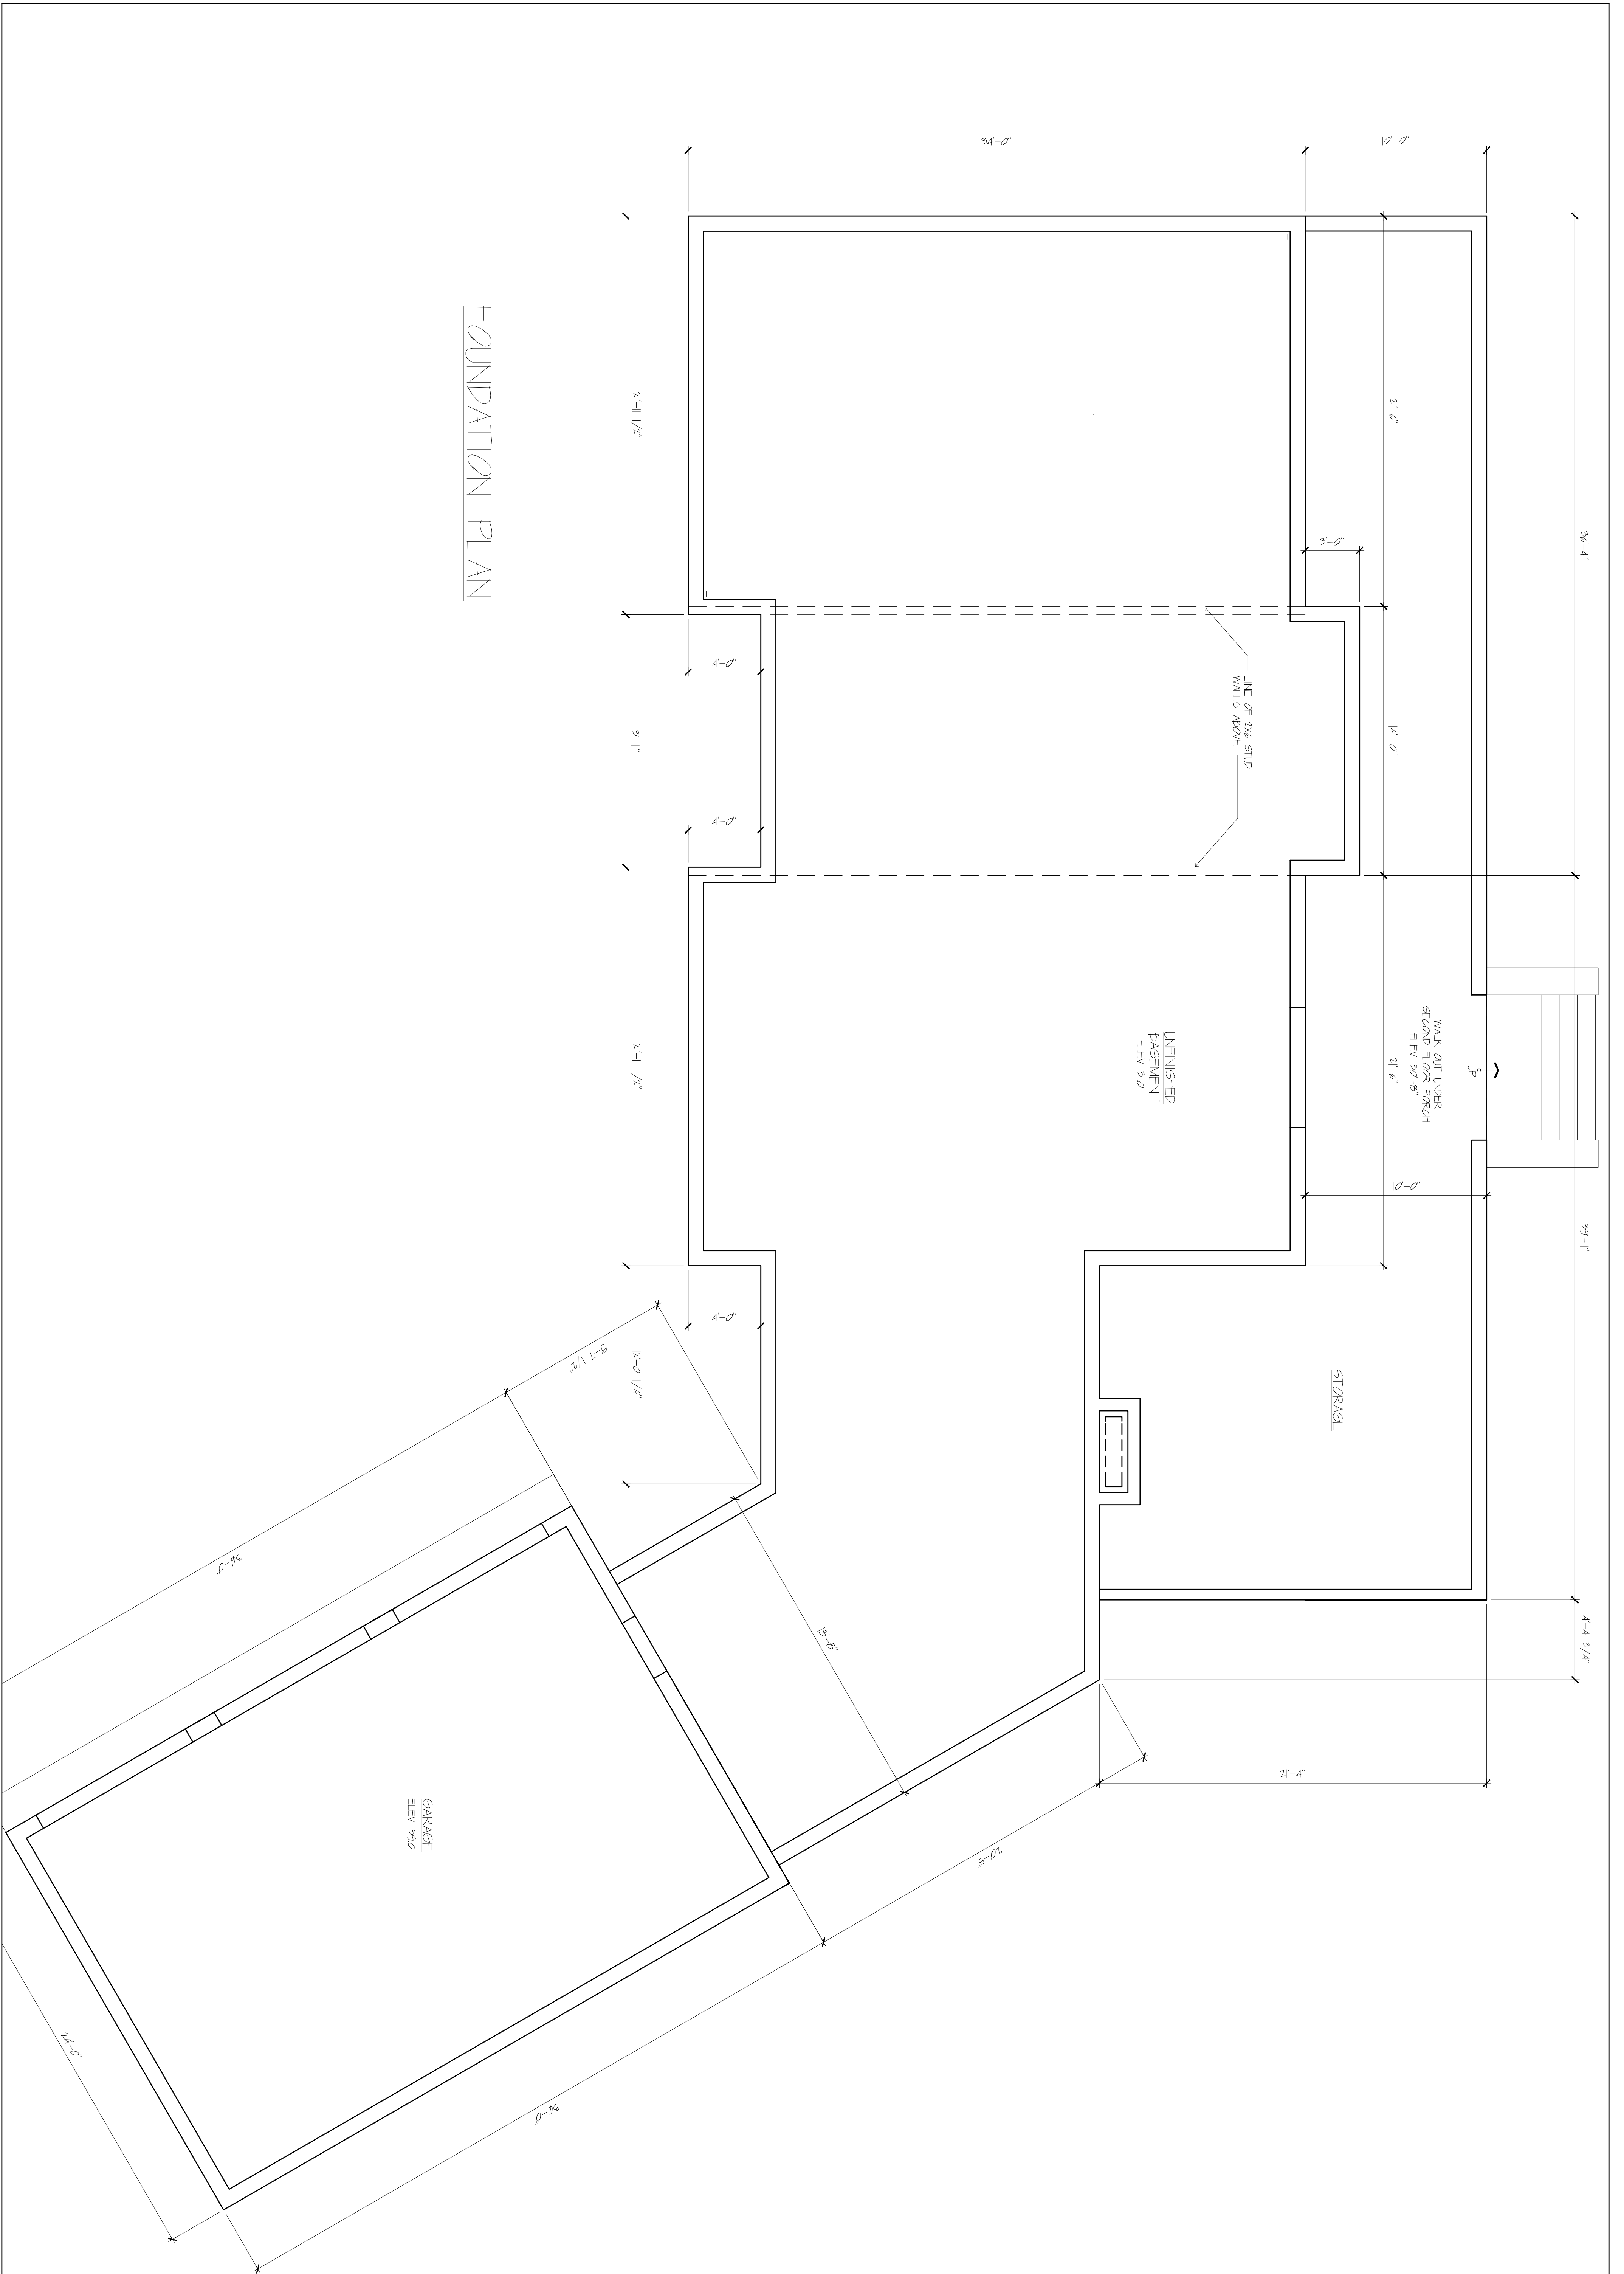 36'-4"
39'-11"
4'-4 3/4"
10'-0"
21'-6"
14'-10"
21'-6"
3'-0"
10'-0"
WALK OUT UNDER
SECOND FLOOR PORCH
ELEV 30'-8"
UP
STORAGE
21'-4"
34'-0"
LINE OF 2X6 STUD
WALLS ABOVE
UNFINISHED
BASEMENT
ELEV 31.0
4'-0"
4'-0"
4'-0"
21'-11 1/2"
13'-11"
21'-11 1/2"
12'-0 1/4"
9'-7 1/2"
18'-8"
20'-5"
36'-0"
GARAGE
ELEV 39.0
36'-0"
24'-0"
FOUNDATION PLAN